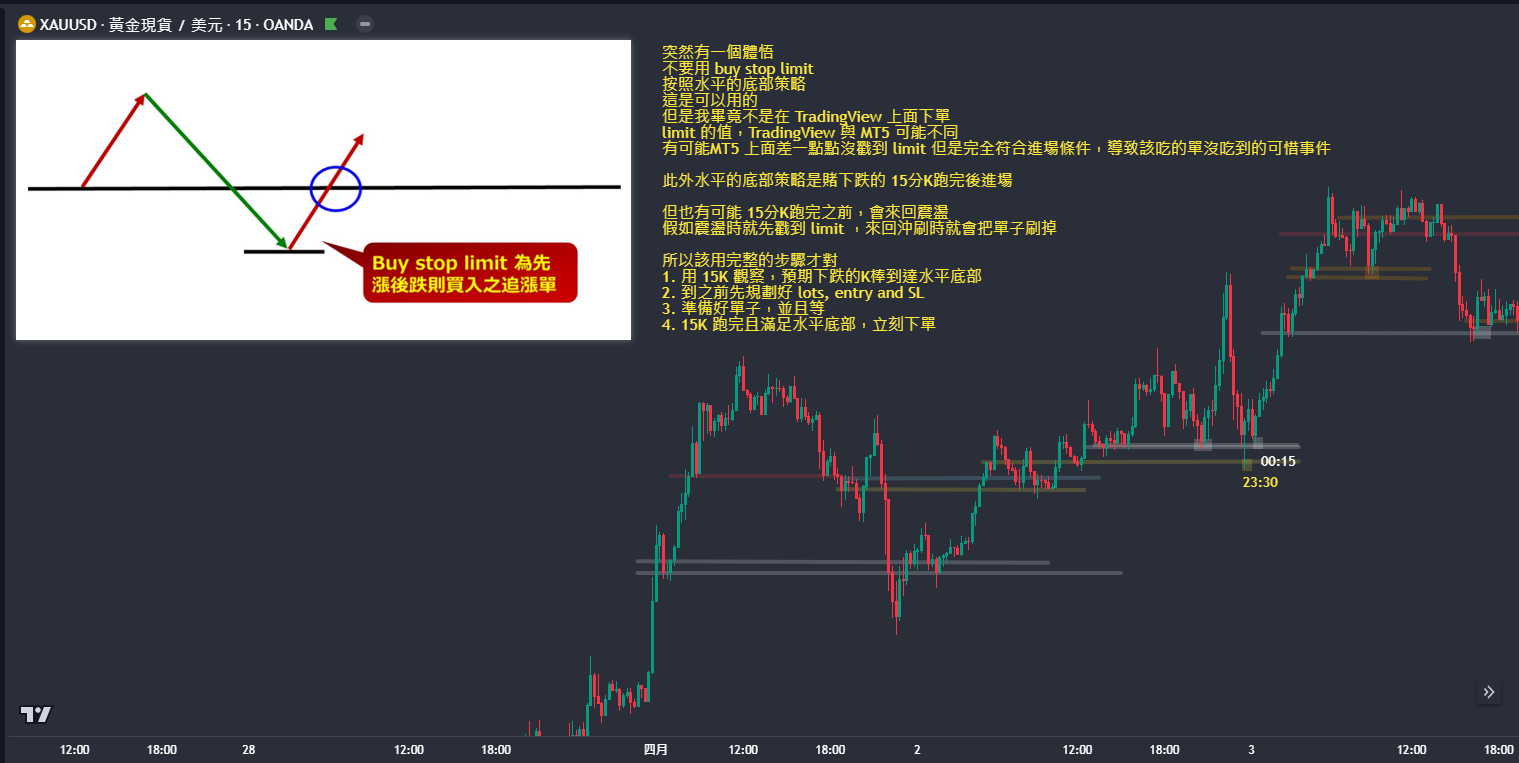 XAUUSD · 黃金現貨 / 美元 · 15 · OANDA
突然有一個體悟
不要用 buy stop limit
按照水平的底部策略
這是可以用的
但是我畢竟不是在 TradingView 上面下單
limit 的值，TradingView 與 MT5 可能不同
有可能MT5 上面差一點點沒戳到 limit 但是完全符合進場條件，導致該吃的單沒吃到的可惜事件
此外水平的底部策略是賭下跌的 15分K跑完後進場
但也有可能 15分K跑完之前，會來回震盪
假如震盪時就先戳到 limit ，來回沖刷時就會把單子刷掉
所以該用完整的步驟才對
1. 用 15K 觀察，預期下跌的K棒到達水平底部
2. 到之前先規劃好 lots, entry and SL
3. 準備好單子，並且等
4. 15K 跑完且滿足水平底部，立刻下單
Buy stop limit 為先
漲後跌則買入之追漲單
00:15
23:30
12:00 18:00 28 12:00 18:00 四月 12:00 18:00 2 12:00 18:00 3 12:00 18:00